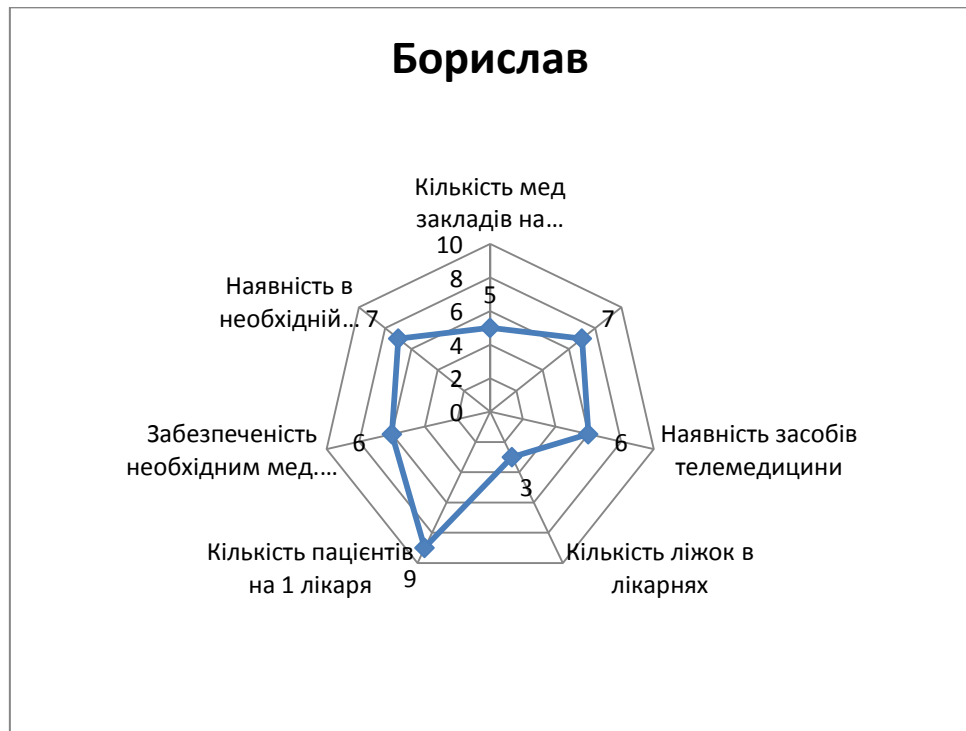 Борислав
Кількість мед
закладів на…
10
8
6
4
2
0
5
7
6
3
9
6
7
Наявність засобів
телемедицини
Кількість ліжок в
лікарнях
Кількість пацієнтів
на 1 лікаря
Забезпеченість
необхідним мед.…
Наявність в
необхідній…